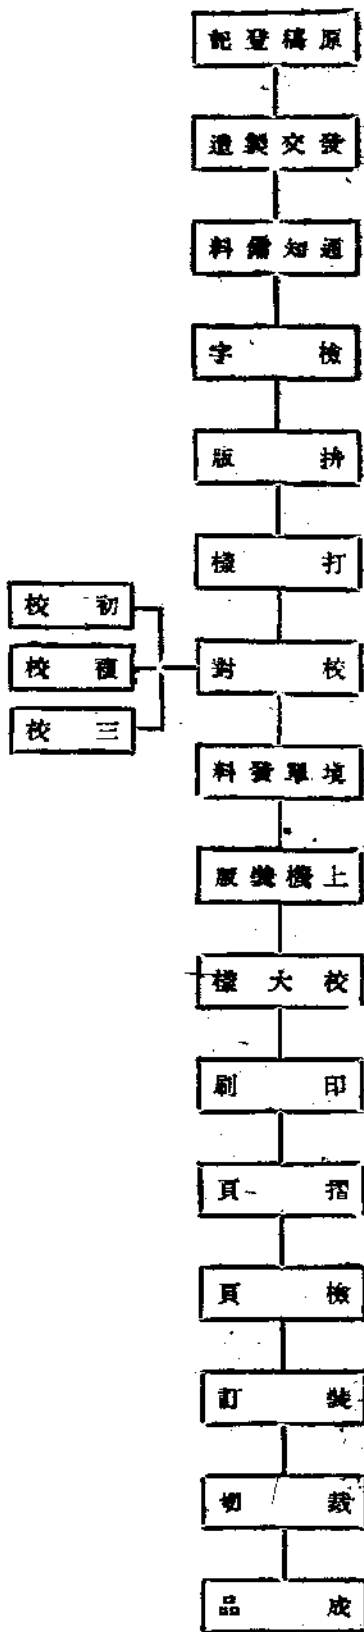 原稿登記
發交製造
通知備料
檢字
排版
打樣
校對
初校
複校
三校
填單發料
上機裝版
校大樣
印刷
摺頁
檢頁
裝訂
裁切
成品